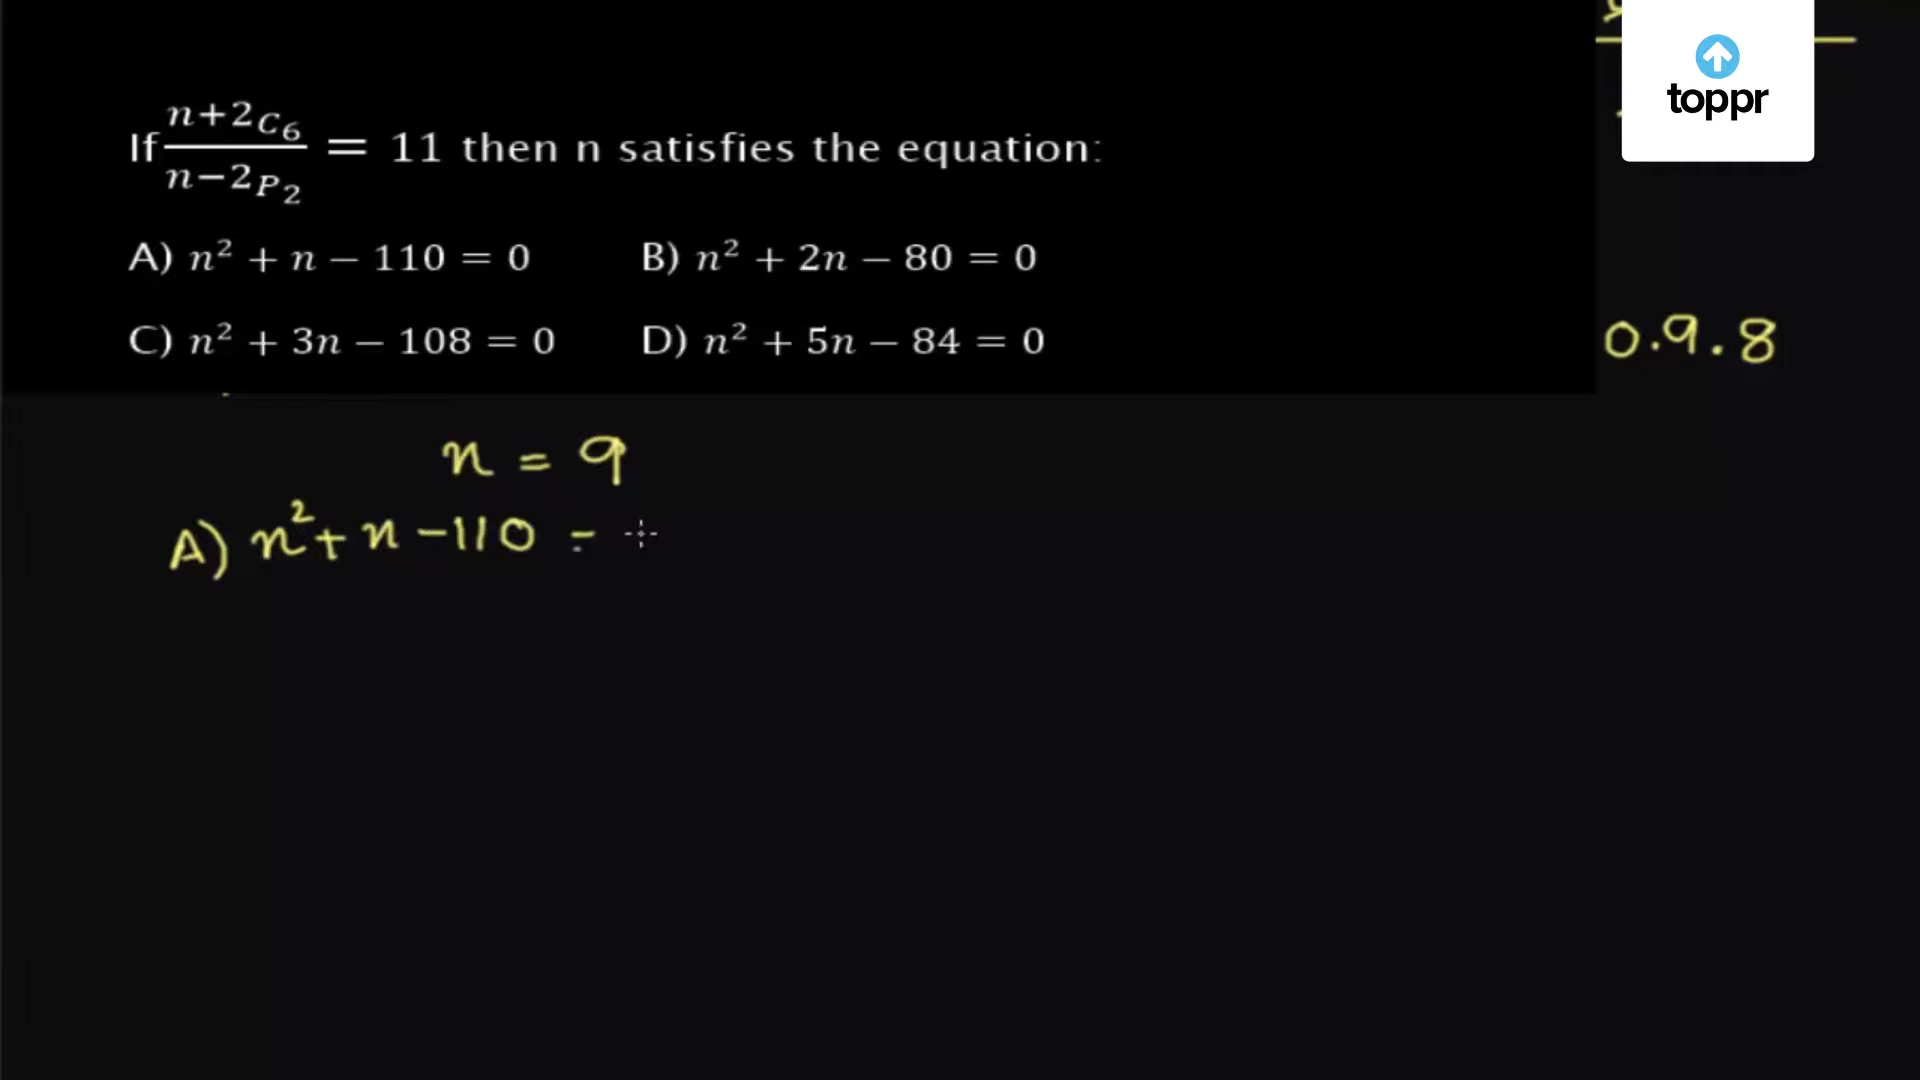 toppr
If n+2C6/n−2P2 = 11 then n satisfies the equation:
A) n² + n − 110 = 0 B) n² + 2n − 80 = 0
C) n² + 3n − 108 = 0 D) n² + 5n − 84 = 0
0.9.8
n = 9
A) n² + n − 110 =